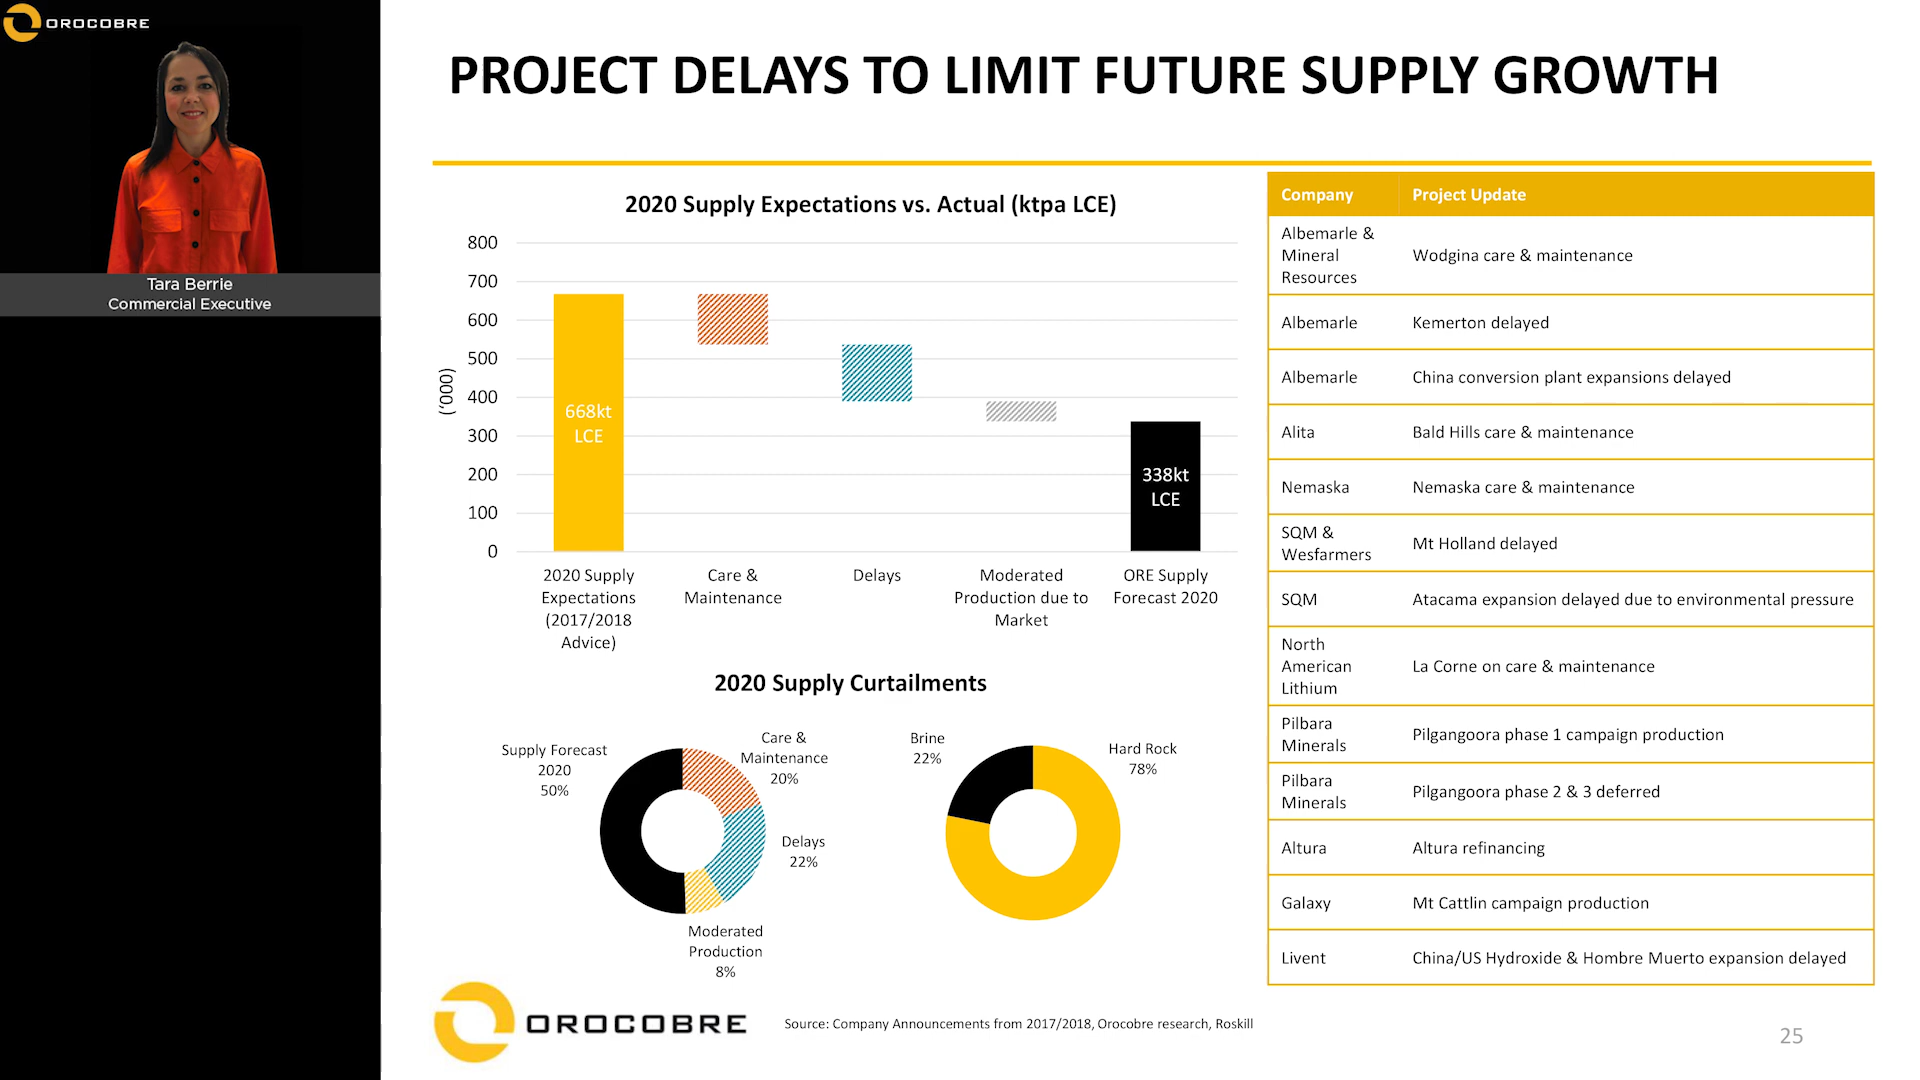 OROCOBRE
Tara Berrie
Commercial Executive
PROJECT DELAYS TO LIMIT FUTURE SUPPLY GROWTH
2020 Supply Expectations vs. Actual (ktpa LCE)
('000)
800
700
600
500
400
300
200
100
0
668kt
LCE
338kt
LCE
2020 Supply
Expectations
(2017/2018
Advice)
Care &
Maintenance
Delays
Moderated
Production due to
Market
ORE Supply
Forecast 2020
2020 Supply Curtailments
Supply Forecast
2020
50%
Care &
Maintenance
20%
Delays
22%
Moderated
Production
8%
Brine
22%
Hard Rock
78%
Company Project Update
Albemarle &
Mineral
Resources
Wodgina care & maintenance
Albemarle Kemerton delayed
Albemarle China conversion plant expansions delayed
Alita Bald Hills care & maintenance
Nemaska Nemaska care & maintenance
SQM &
Wesfarmers
Mt Holland delayed
SQM Atacama expansion delayed due to environmental pressure
North
American
Lithium
La Corne on care & maintenance
Pilbara
Minerals
Pilgangoora phase 1 campaign production
Pilbara
Minerals
Pilgangoora phase 2 & 3 deferred
Altura Altura refinancing
Galaxy Mt Cattlin campaign production
Livent China/US Hydroxide & Hombre Muerto expansion delayed
OROCOBRE
Source: Company Announcements from 2017/2018, Orocobre research, Roskill
25